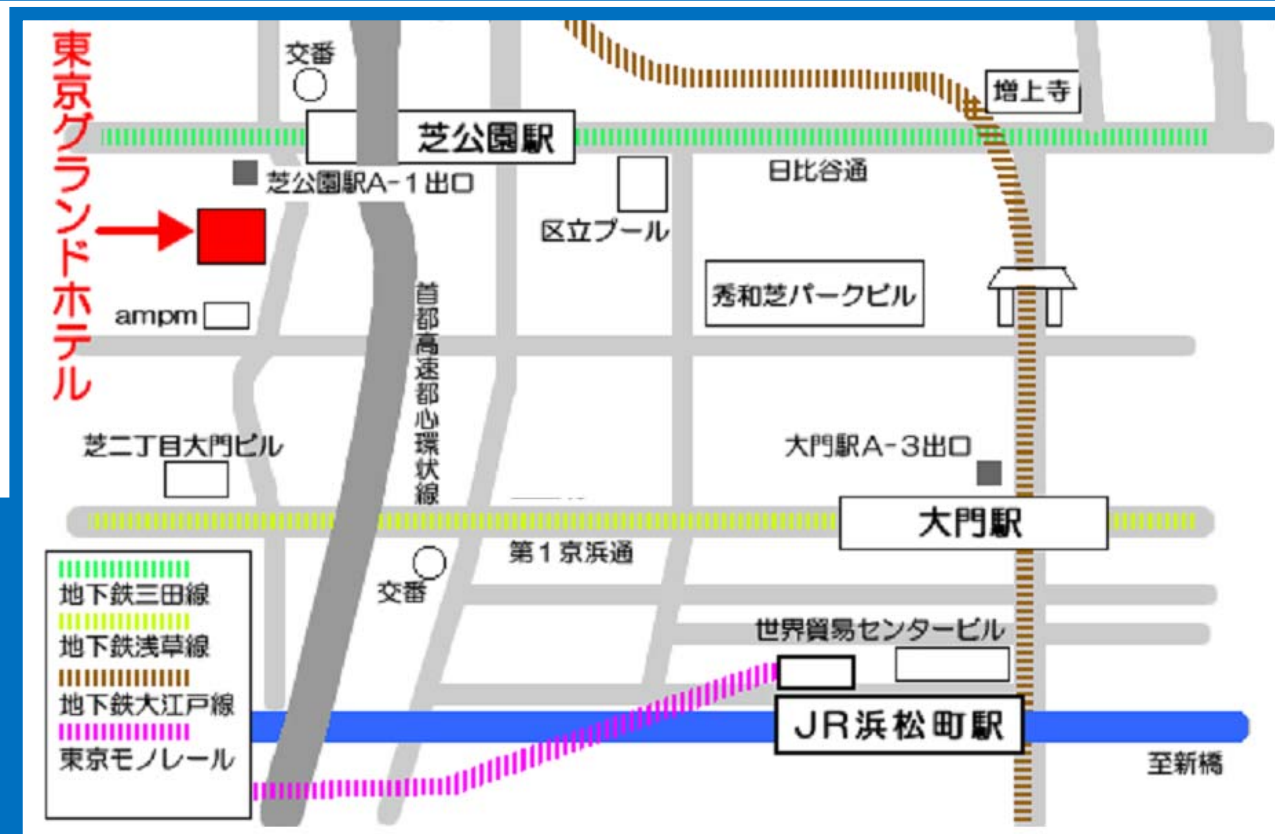 東京グランドホテル
交番
芝公園駅
増上寺
芝公園駅A-1出口
日比谷通
区立プール
秀和芝パークビル
ampm
首都高速都心環状線
芝二丁目大門ビル
大門駅A-3出口
大門駅
第1京浜通
交番
地下鉄三田線
地下鉄浅草線
地下鉄大江戸線
東京モノレール
世界貿易センタービル
JR浜松町駅
至新橋